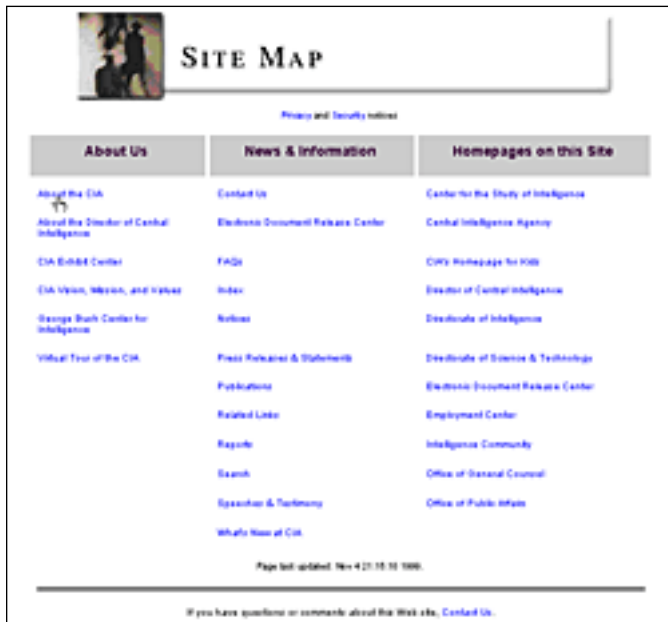 SITE MAP
Privacy and Security notices
About Us
About the CIA
About the Director of Central
Intelligence
CIA Exhibit Center
CIA Vision, Mission, and Values
George Bush Center for
Intelligence
Virtual Tour of the CIA
News & Information
Contact Us
Electronic Document Release Center
FAQs
Index
Notices
Press Releases & Statements
Publications
Related Links
Reports
Search
Speeches & Testimony
What's New at CIA
Homepages on this Site
Center for the Study of Intelligence
Central Intelligence Agency
CIA's Homepage for Kids
Director of Central Intelligence
Directorate of Intelligence
Directorate of Science & Technology
Electronic Document Release Center
Employment Center
Intelligence Community
Office of General Counsel
Office of Public Affairs
Page last updated: Nov 4 1999.
If you have questions or comments about this Web site, Contact Us.